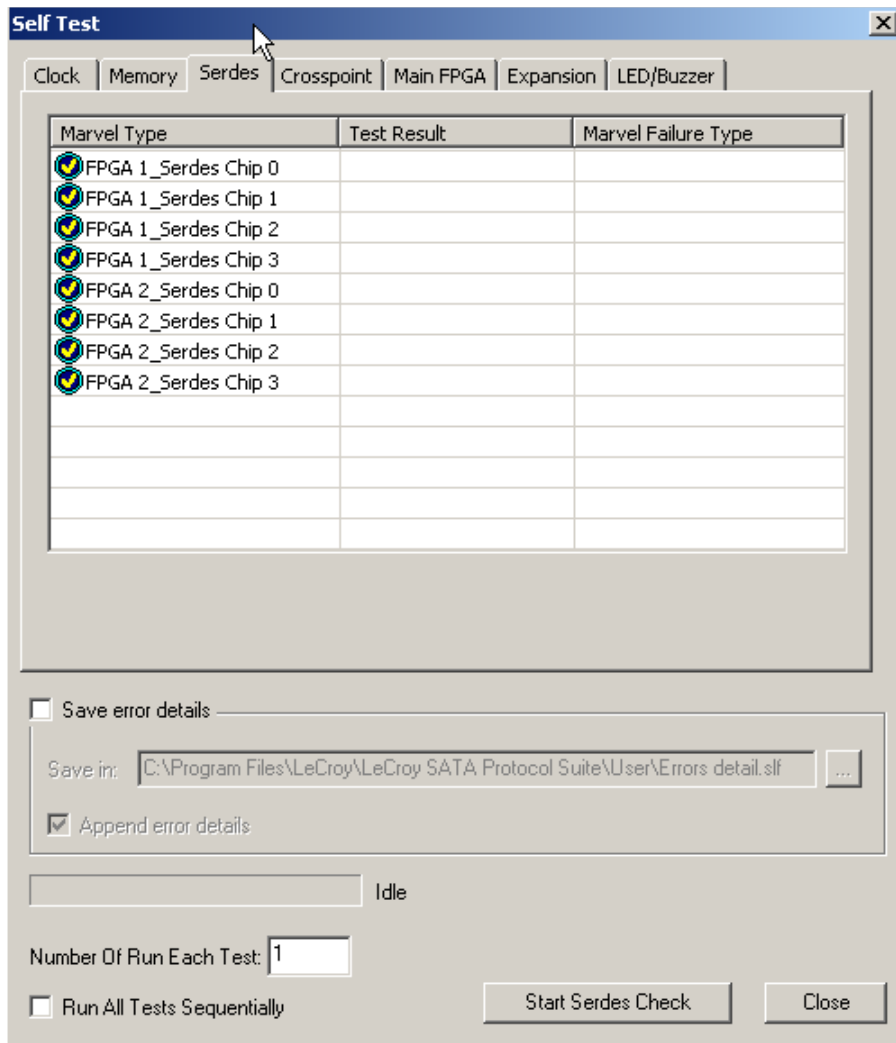 Self Test
Clock Memory Serdes Crosspoint Main FPGA Expansion LED/Buzzer
Marvel Type Test Result Marvel Failure Type
FPGA 1_Serdes Chip 0
FPGA 1_Serdes Chip 1
FPGA 1_Serdes Chip 2
FPGA 1_Serdes Chip 3
FPGA 2_Serdes Chip 0
FPGA 2_Serdes Chip 1
FPGA 2_Serdes Chip 2
FPGA 2_Serdes Chip 3
Save error details
Save in: C:\Program Files\LeCroy\LeCroy SATA Protocol Suite\User\Errors detail.slf ...
Append error details
Idle
Number Of Run Each Test: 1
Run All Tests Sequentially Start Serdes Check Close